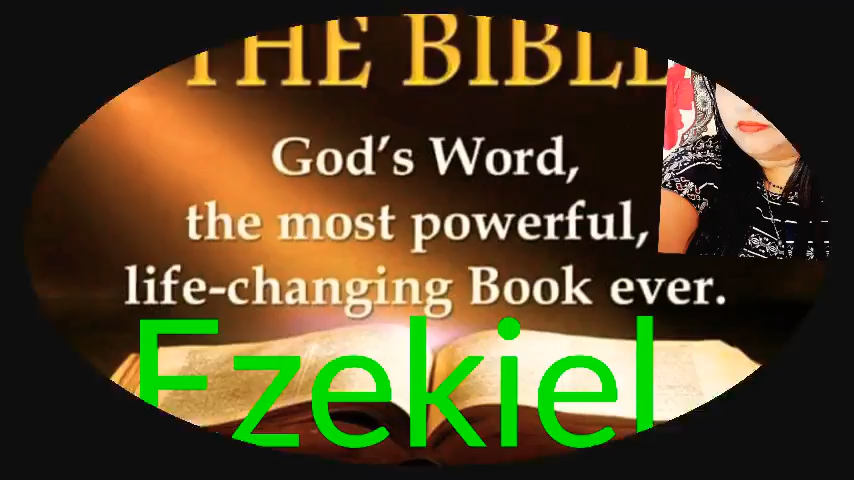 THE BIBLE
God's Word,
the most powerful,
life-changing Book ever.
Ezekiel